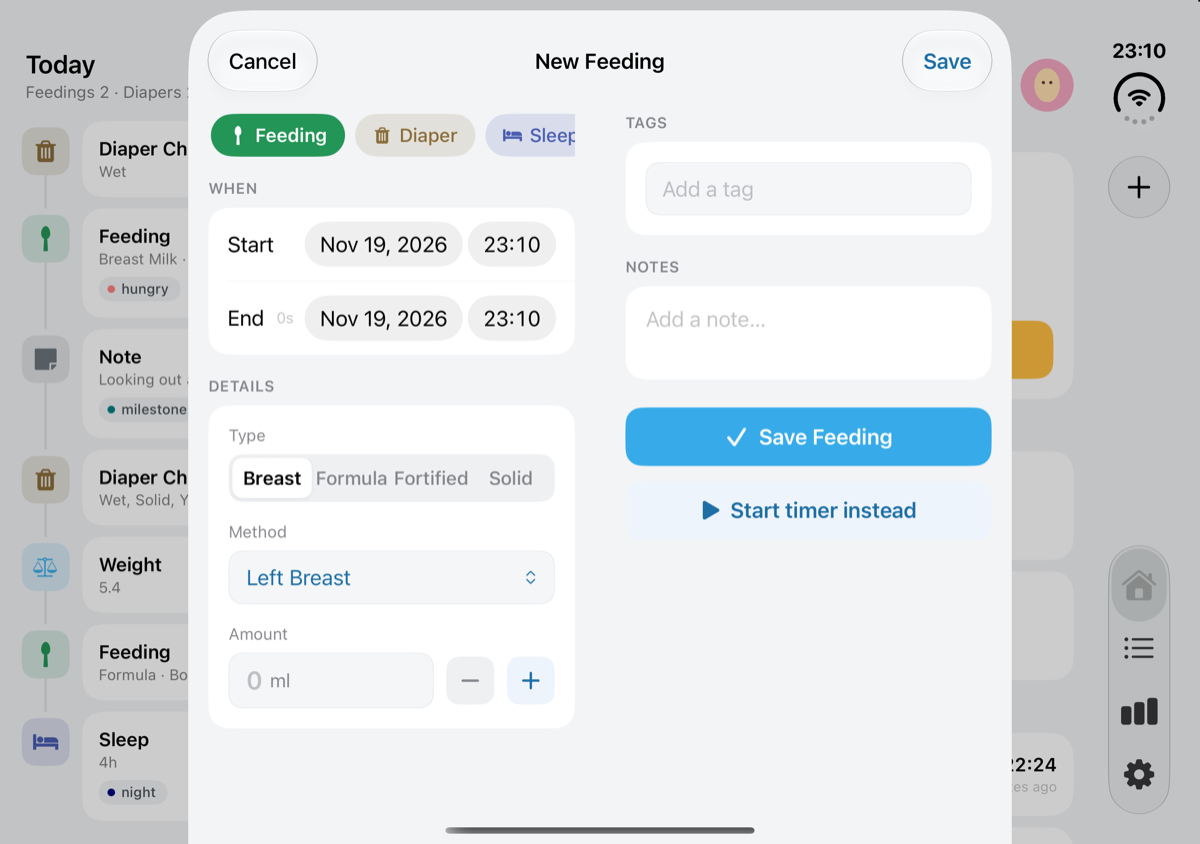 Today
Feedings 2 · Diapers
Diaper Ch
Wet
Feeding
Breast Milk ·
hungry
Note
Looking out
milestone
Diaper Ch
Wet, Solid, Y
Weight
5.4
Feeding
Formula · Bo
Sleep
4h
night
Cancel
New Feeding
Save
Feeding
Diaper
Sleep
WHEN
Start
Nov 19, 2026
23:10
End
0s
Nov 19, 2026
23:10
DETAILS
Type
Breast
Formula
Fortified
Solid
Method
Left Breast
Amount
0 ml
TAGS
Add a tag
NOTES
Add a note...
Save Feeding
Start timer instead
23:10
22:24
es ago